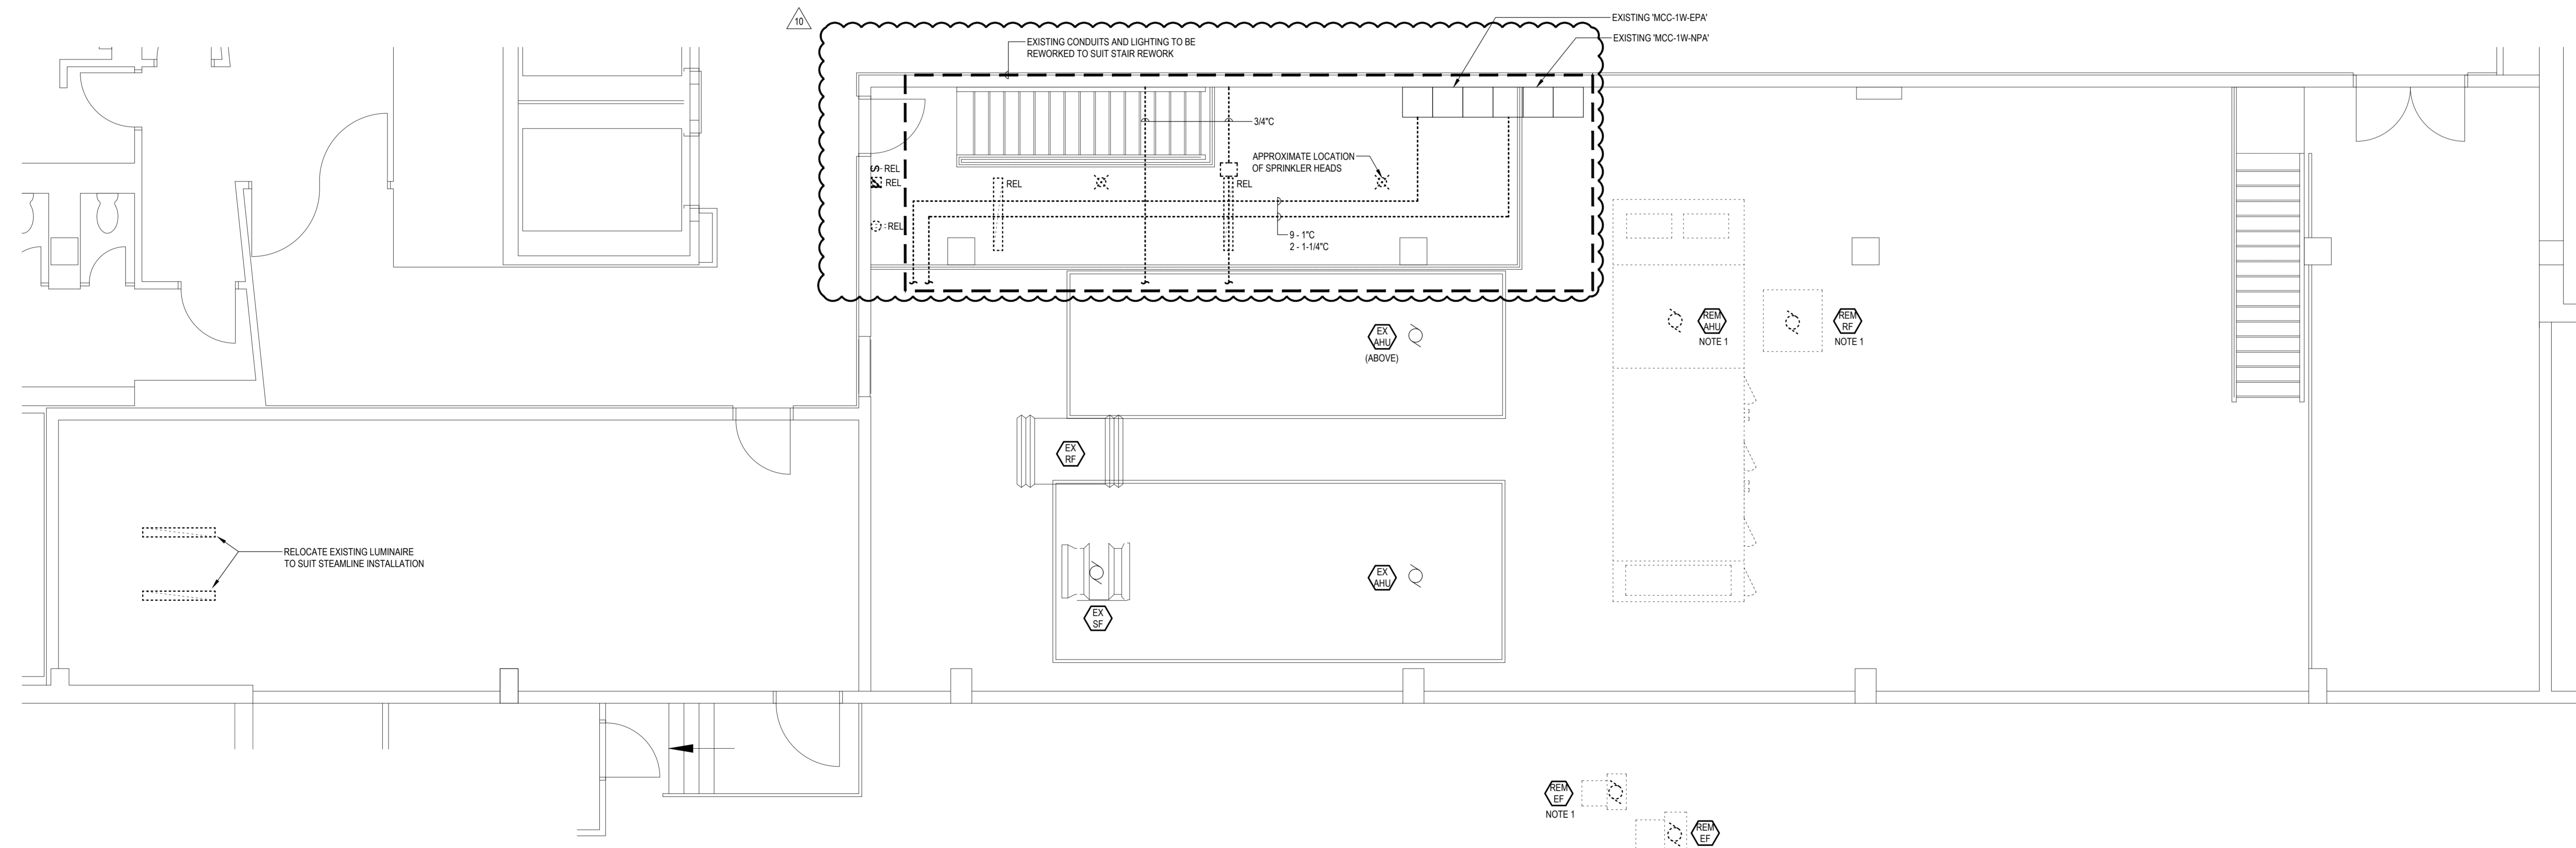 10
EXISTING 'MCC-1W-EPA'
EXISTING 'MCC-1W-NPA'
EXISTING CONDUITS AND LIGHTING TO BE
REWORKED TO SUIT STAIR REWORK
3/4"C
APPROXIMATE LOCATION
OF SPRINKLER HEADS
S
REL
REL
REL
REL
REL
9 - 1"C
2 - 1-1/4"C
EX
AHU
(ABOVE)
REM
AHU
NOTE 1
REM
RF
NOTE 1
EX
RF
RELOCATE EXISTING LUMINAIRE
TO SUIT STEAMLINE INSTALLATION
EX
AHU
EX
SF
REM
EF
NOTE 1
REM
EF